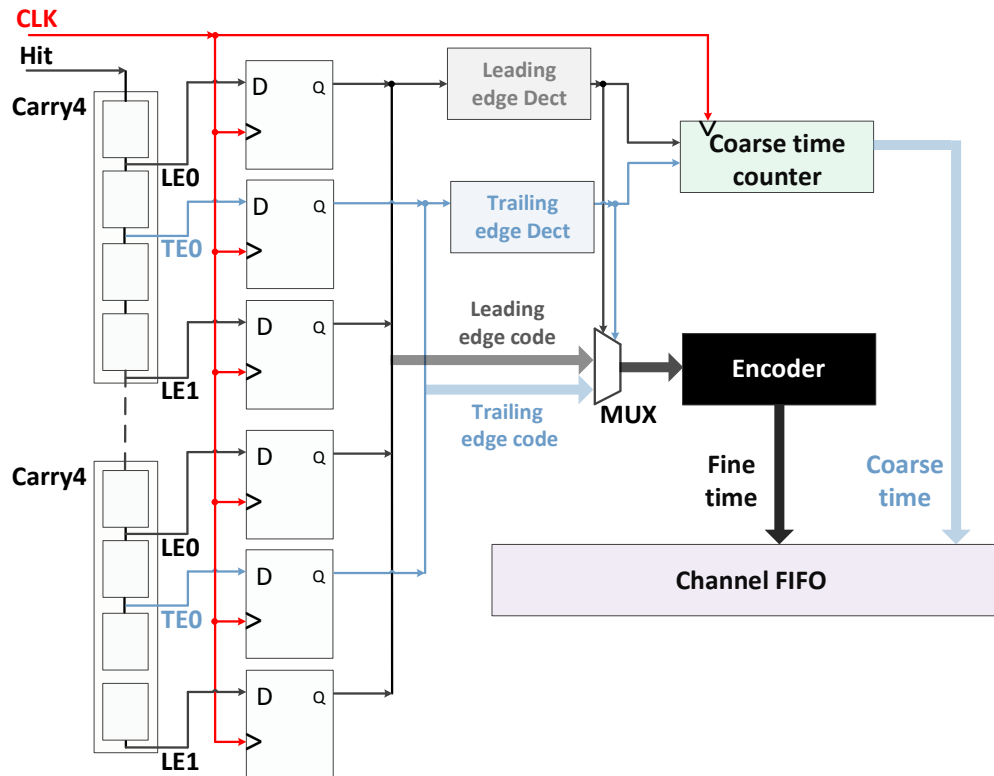 CLK
Hit
Carry4
LE0
TE0
LE1
Carry4
LE0
TE0
LE1
D Q
D Q
D Q
D Q
D Q
D Q
Leading
edge Dect
Trailing
edge Dect
Coarse time
counter
Leading
edge code
Trailing
edge code
MUX
Encoder
Fine
time
Coarse
time
Channel FIFO